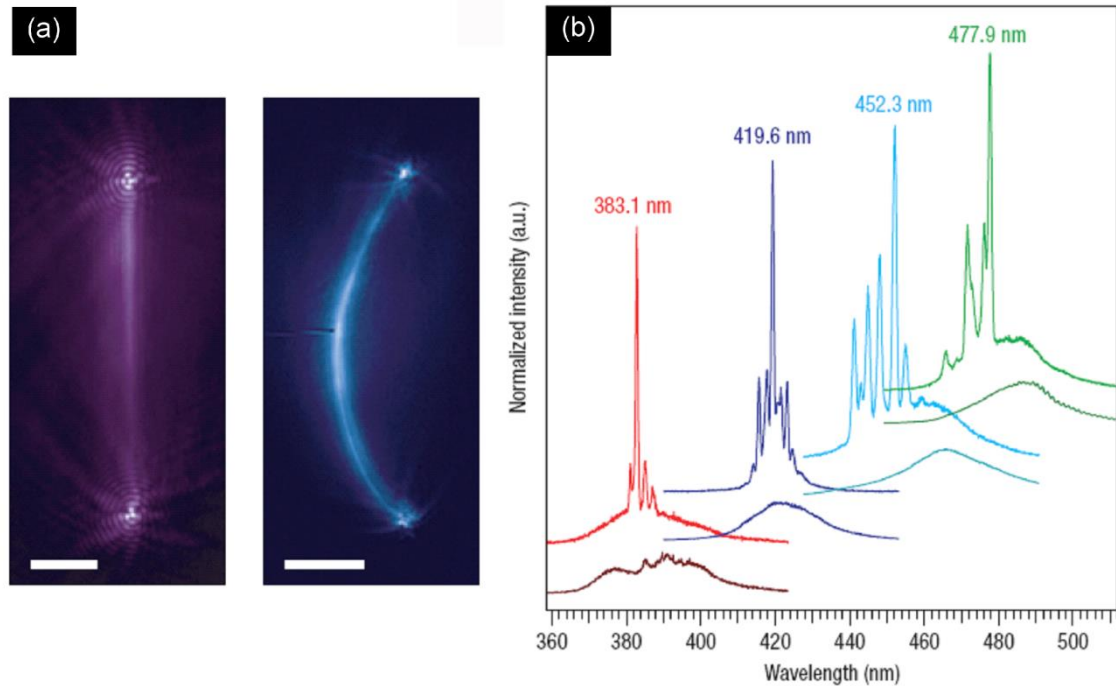 (a)
(b)
477.9 nm
452.3 nm
419.6 nm
383.1 nm
Normalized intensity (a.u.)
360 380 400 420 440 460 480 500
Wavelength (nm)